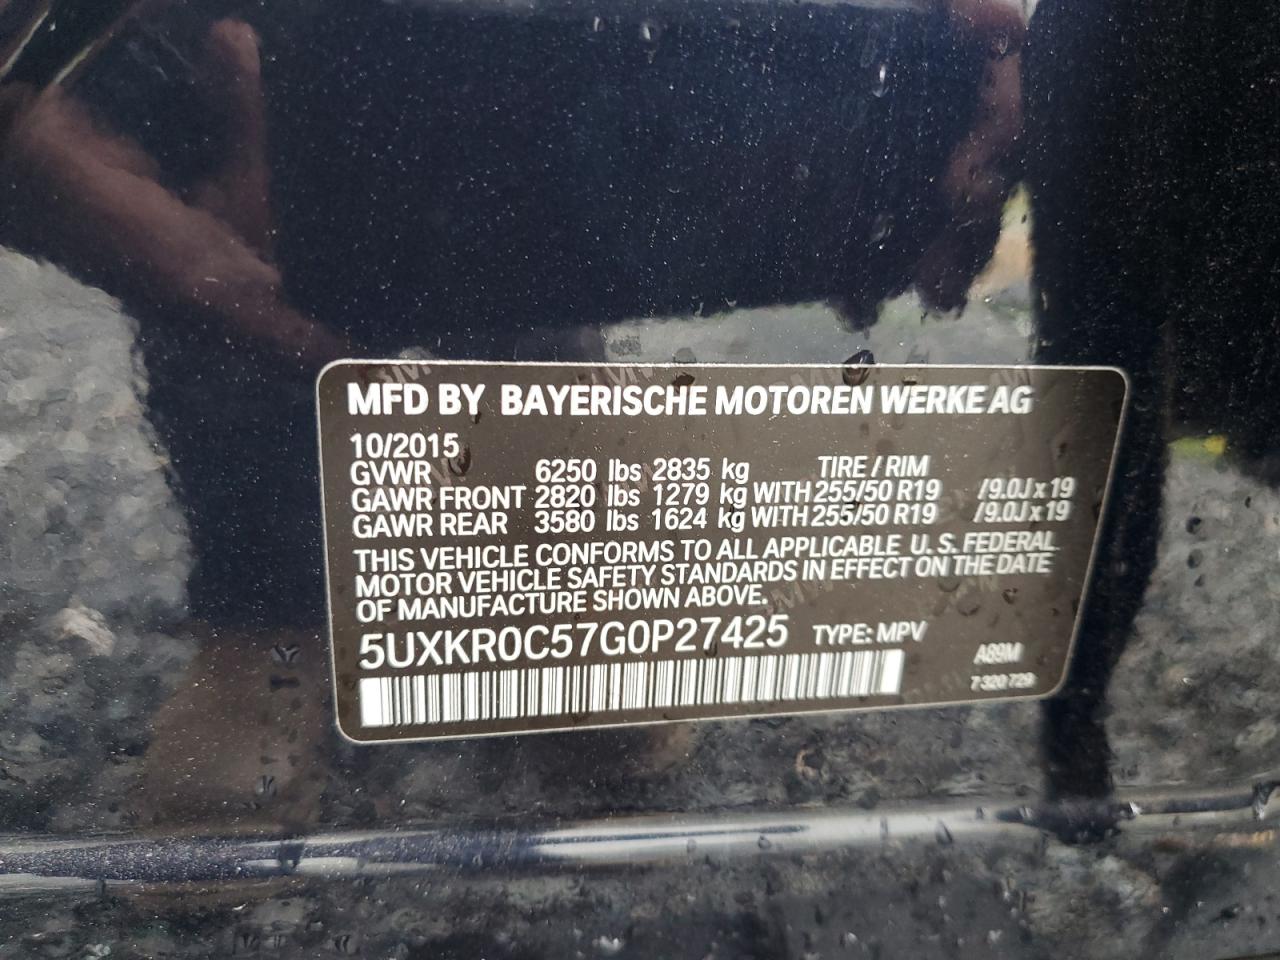 MFD BY BAYERISCHE MOTOREN WERKE AG
10/2015
GVWR 6250 lbs 2835 kg TIRE / RIM
GAWR FRONT 2820 lbs 1279 kg WITH 255/50 R19 /9.0J x 19
GAWR REAR 3580 lbs 1624 kg WITH 255/50 R19 /9.0J x 19
THIS VEHICLE CONFORMS TO ALL APPLICABLE U. S. FEDERAL
MOTOR VEHICLE SAFETY STANDARDS IN EFFECT ON THE DATE
OF MANUFACTURE SHOWN ABOVE.
5UXKR0C57G0P27425 TYPE: MPV
A89M
7 320 729